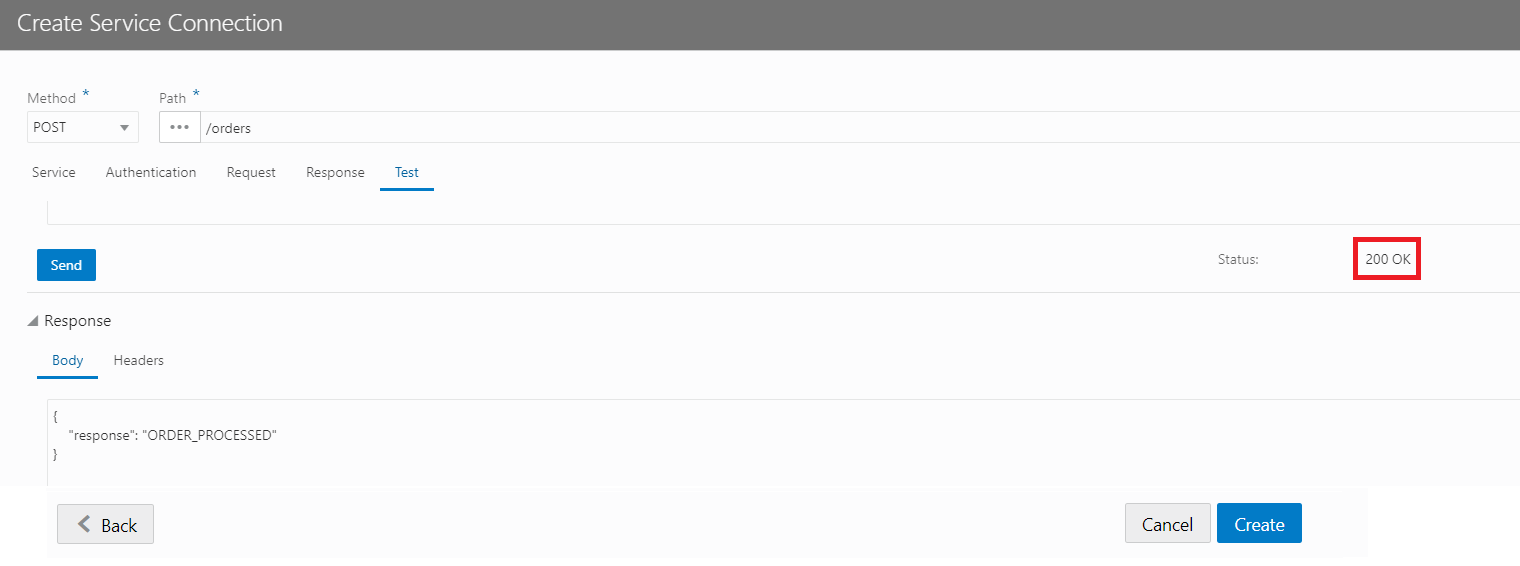 Create Service Connection
Method * Path *
POST ••• /orders
Service Authentication Request Response Test
Send Status: 200 OK
Response
Body Headers
{
"response": "ORDER_PROCESSED"
}
Back Cancel Create